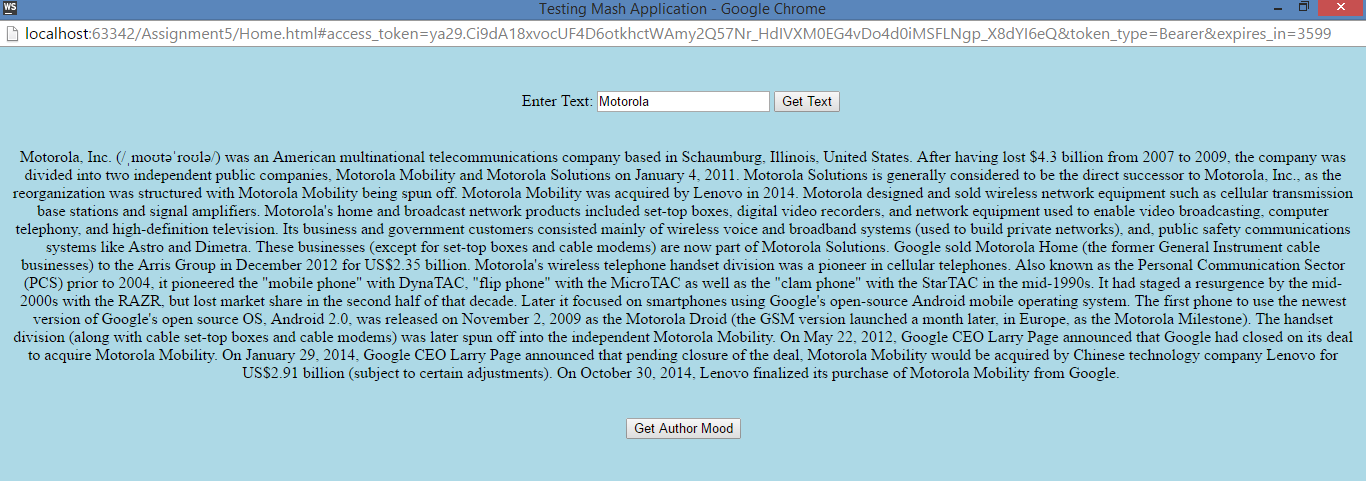 WS
Testing Mash Application - Google Chrome
localhost:63342/Assignment5/Home.html#access_token=ya29.Ci9dA18xvocUF4D6otkhctWAmy2Q57Nr_HdIVXM0EG4vDo4d0iMSFLNgp_X8dYI6eQ&token_type=Bearer&expires_in=3599
Enter Text: Motorola Get Text
Motorola, Inc. (/ˌmoʊtəˈroʊlə/) was an American multinational telecommunications company based in Schaumburg, Illinois, United States. After having lost $4.3 billion from 2007 to 2009, the company was
divided into two independent public companies, Motorola Mobility and Motorola Solutions on January 4, 2011. Motorola Solutions is generally considered to be the direct successor to Motorola, Inc., as the
reorganization was structured with Motorola Mobility being spun off. Motorola Mobility was acquired by Lenovo in 2014. Motorola designed and sold wireless network equipment such as cellular transmission
base stations and signal amplifiers. Motorola's home and broadcast network products included set-top boxes, digital video recorders, and network equipment used to enable video broadcasting, computer
telephony, and high-definition television. Its business and government customers consisted mainly of wireless voice and broadband systems (used to build private networks), and, public safety communications
systems like Astro and Dimetra. These businesses (except for set-top boxes and cable modems) are now part of Motorola Solutions. Google sold Motorola Home (the former General Instrument cable
businesses) to the Arris Group in December 2012 for US$2.35 billion. Motorola's wireless telephone handset division was a pioneer in cellular telephones. Also known as the Personal Communication Sector
(PCS) prior to 2004, it pioneered the "mobile phone" with DynaTAC, "flip phone" with the MicroTAC as well as the "clam phone" with the StarTAC in the mid-1990s. It had staged a resurgence by the mid-
2000s with the RAZR, but lost market share in the second half of that decade. Later it focused on smartphones using Google's open-source Android mobile operating system. The first phone to use the newest
version of Google's open source OS, Android 2.0, was released on November 2, 2009 as the Motorola Droid (the GSM version launched a month later, in Europe, as the Motorola Milestone). The handset
division (along with cable set-top boxes and cable modems) was later spun off into the independent Motorola Mobility. On May 22, 2012, Google CEO Larry Page announced that Google had closed on its deal
to acquire Motorola Mobility. On January 29, 2014, Google CEO Larry Page announced that pending closure of the deal, Motorola Mobility would be acquired by Chinese technology company Lenovo for
US$2.91 billion (subject to certain adjustments). On October 30, 2014, Lenovo finalized its purchase of Motorola Mobility from Google.
Get Author Mood